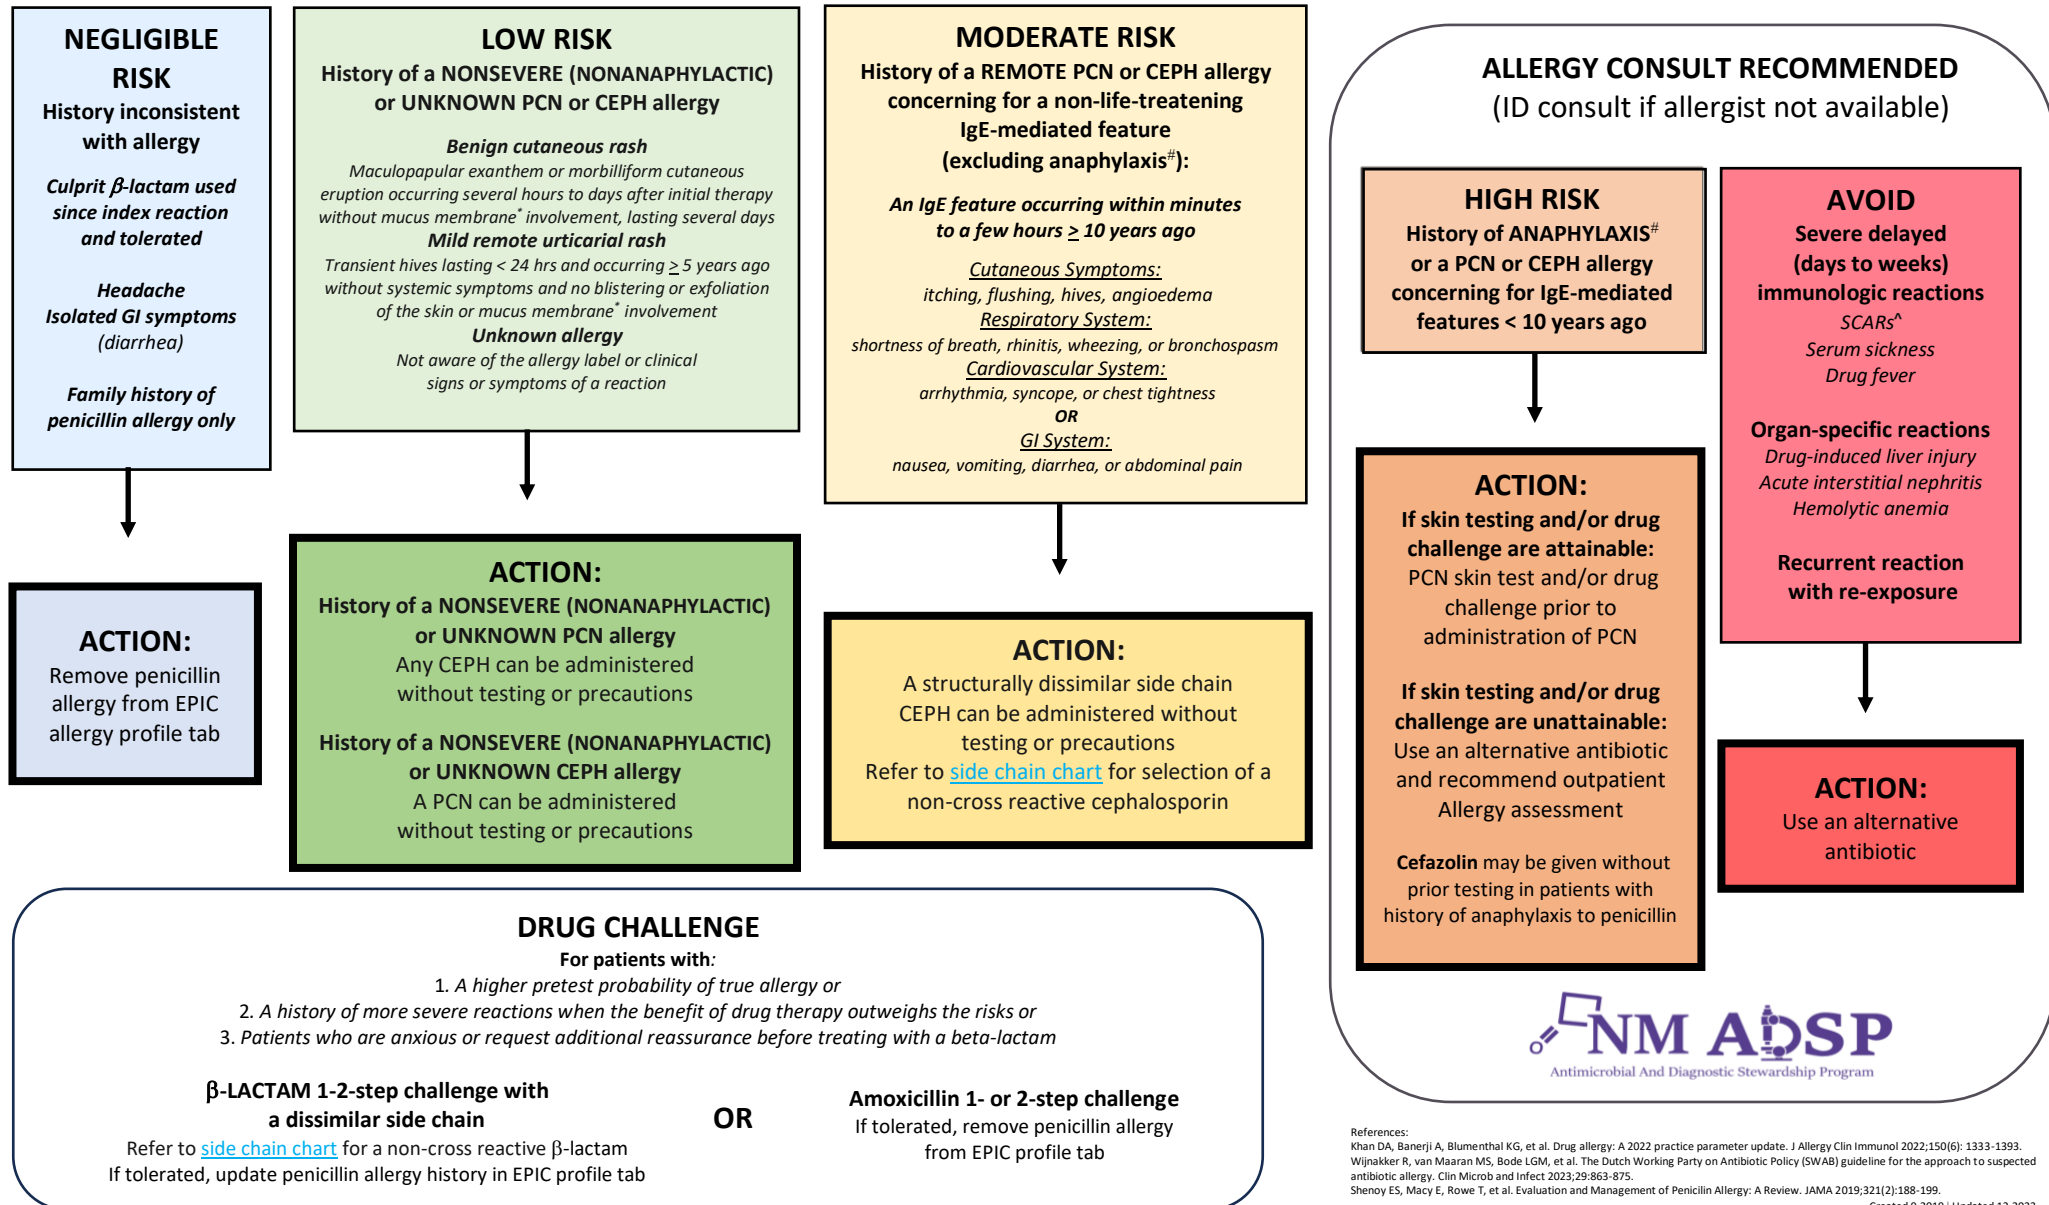 NEGLIGIBLE
RISK
History inconsistent
with allergy
Culprit β-lactam used
since index reaction
and tolerated
Headache
Isolated GI symptoms
(diarrhea)
Family history of
penicillin allergy only
ACTION:
Remove penicillin
allergy from EPIC
allergy profile tab
LOW RISK
History of a NONSEVERE (NONANAPHYLACTIC)
or UNKNOWN PCN or CEPH allergy
Benign cutaneous rash
Maculopapular exanthem or morbilliform cutaneous
eruption occurring several hours to days after initial therapy
without mucus membrane* involvement, lasting several days
Mild remote urticarial rash
Transient hives lasting < 24 hrs and occurring ≥ 5 years ago
without systemic symptoms and no blistering or exfoliation
of the skin or mucus membrane* involvement
Unknown allergy
Not aware of the allergy label or clinical
signs or symptoms of a reaction
ACTION:
History of a NONSEVERE (NONANAPHYLACTIC)
or UNKNOWN PCN allergy
Any CEPH can be administered
without testing or precautions
History of a NONSEVERE (NONANAPHYLACTIC)
or UNKNOWN CEPH allergy
A PCN can be administered
without testing or precautions
MODERATE RISK
History of a REMOTE PCN or CEPH allergy
concerning for a non-life-treatening
IgE-mediated feature
(excluding anaphylaxis#):
An IgE feature occurring within minutes
to a few hours ≥ 10 years ago
Cutaneous Symptoms:
itching, flushing, hives, angioedema
Respiratory System:
shortness of breath, rhinitis, wheezing, or bronchospasm
Cardiovascular System:
arrhythmia, syncope, or chest tightness
OR
GI System:
nausea, vomiting, diarrhea, or abdominal pain
ACTION:
A structurally dissimilar side chain
CEPH can be administered without
testing or precautions
Refer to side chain chart for selection of a
non-cross reactive cephalosporin
ALLERGY CONSULT RECOMMENDED
(ID consult if allergist not available)
HIGH RISK
History of ANAPHYLAXIS#
or a PCN or CEPH allergy
concerning for IgE-mediated
features < 10 years ago
ACTION:
If skin testing and/or drug
challenge are attainable:
PCN skin test and/or drug
challenge prior to
administration of PCN
If skin testing and/or drug
challenge are unattainable:
Use an alternative antibiotic
and recommend outpatient
Allergy assessment
Cefazolin may be given without
prior testing in patients with
history of anaphylaxis to penicillin
AVOID
Severe delayed
(days to weeks)
immunologic reactions
SCARs^
Serum sickness
Drug fever
Organ-specific reactions
Drug-induced liver injury
Acute interstitial nephritis
Hemolytic anemia
Recurrent reaction
with re-exposure
ACTION:
Use an alternative
antibiotic
DRUG CHALLENGE
For patients with:
1. A higher pretest probability of true allergy or
2. A history of more severe reactions when the benefit of drug therapy outweighs the risks or
3. Patients who are anxious or request additional reassurance before treating with a beta-lactam
β-LACTAM 1-2-step challenge with
a dissimilar side chain
Refer to side chain chart for a non-cross reactive β-lactam
If tolerated, update penicillin allergy history in EPIC profile tab
OR
Amoxicillin 1- or 2-step challenge
If tolerated, remove penicillin allergy
from EPIC profile tab
NM ADSP
Antimicrobial And Diagnostic Stewardship Program
References:
Khan DA, Banerji A, Blumenthal KG, et al. Drug allergy: A 2022 practice parameter update. J Allergy Clin Immunol 2022;150(6): 1333-1393.
Wijnakker R, van Maaran MS, Bode LGM, et al. The Dutch Working Party on Antibiotic Policy (SWAB) guideline for the approach to suspected
antibiotic allergy. Clin Microb and Infect 2023;29:863-875.
Shenoy ES, Macy E, Rowe T, et al. Evaluation and Management of Penicilin Allergy: A Review. JAMA 2019;321(2):188-199.